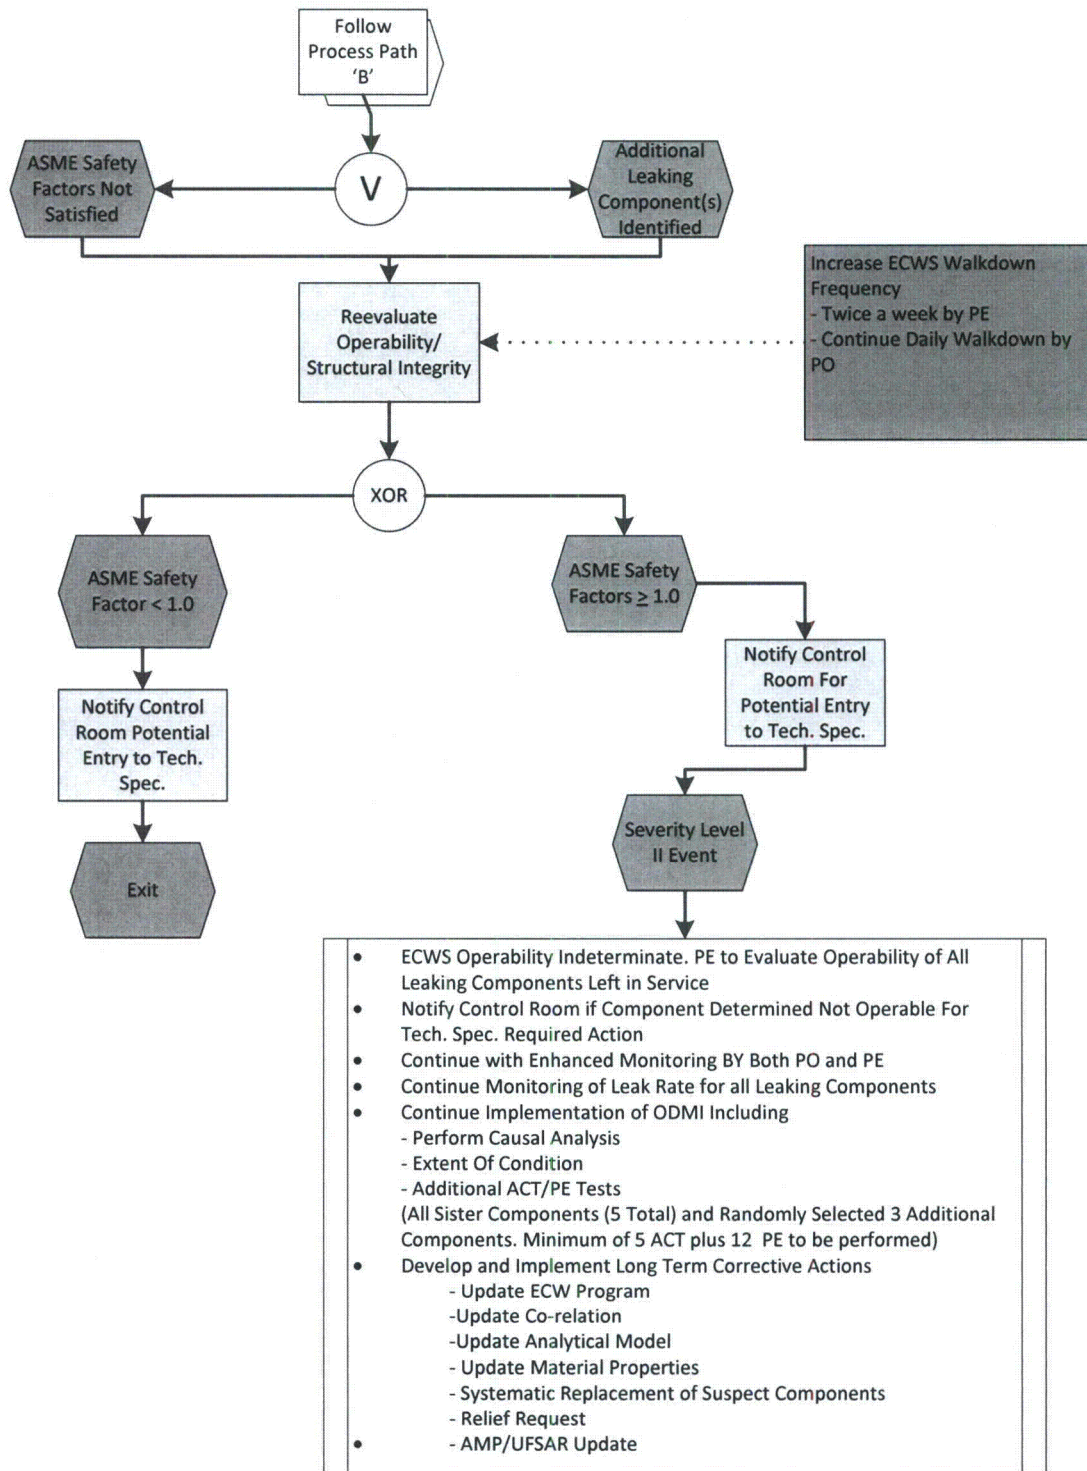 Follow
Process Path
‘B’
V
ASME Safety
Factors Not
Satisfied
Additional
Leaking
Component(s)
Identified
Increase ECWS Walkdown
Frequency
- Twice a week by PE
- Continue Daily Walkdown by
PO
Reevaluate
Operability/
Structural Integrity
XOR
ASME Safety
Factor < 1.0
ASME Safety
Factors ≥ 1.0
Notify Control
Room Potential
Entry to Tech.
Spec.
Notify Control
Room For
Potential Entry
to Tech. Spec.
Exit
Severity Level
II Event
• ECWS Operability Indeterminate. PE to Evaluate Operability of All
Leaking Components Left in Service
• Notify Control Room if Component Determined Not Operable For
Tech. Spec. Required Action
• Continue with Enhanced Monitoring BY Both PO and PE
• Continue Monitoring of Leak Rate for all Leaking Components
• Continue Implementation of ODMI Including
- Perform Causal Analysis
- Extent Of Condition
- Additional ACT/PE Tests
(All Sister Components (5 Total) and Randomly Selected 3 Additional
Components. Minimum of 5 ACT plus 12 PE to be performed)
• Develop and Implement Long Term Corrective Actions
- Update ECW Program
-Update Co-relation
-Update Analytical Model
- Update Material Properties
- Systematic Replacement of Suspect Components
- Relief Request
• - AMP/UFSAR Update